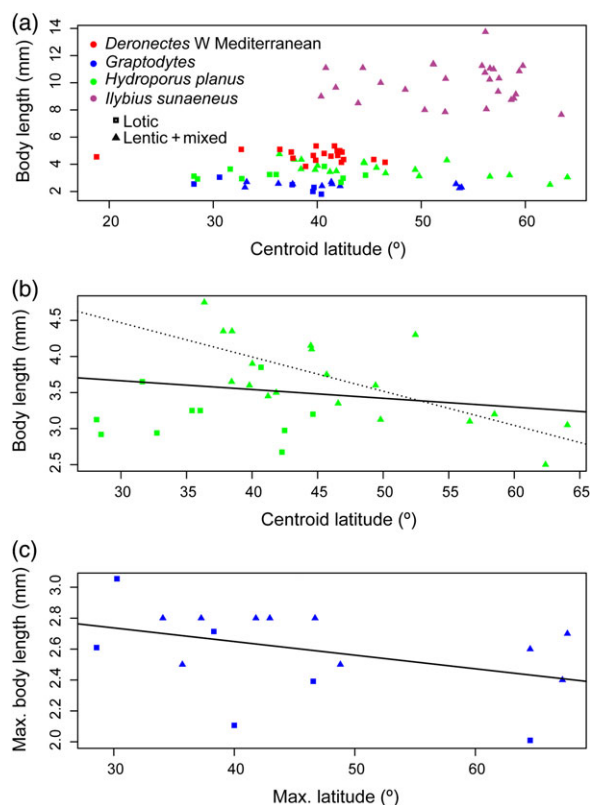 (a)
Body length (mm)
14
12
10
8
6
4
2
Deronectes W Mediterranean
Graptodytes
Hydroporus planus
Ilybius sunaeneus
Lotic
Lentic + mixed
20
30
40
50
60
Centroid latitude (º)
(b)
Body length (mm)
4.5
4.0
3.5
3.0
2.5
30
35
40
45
50
55
60
65
Centroid latitude (º)
(c)
Max. body length (mm)
3.0
2.8
2.6
2.4
2.2
2.0
30
40
50
60
Max. latitude (º)